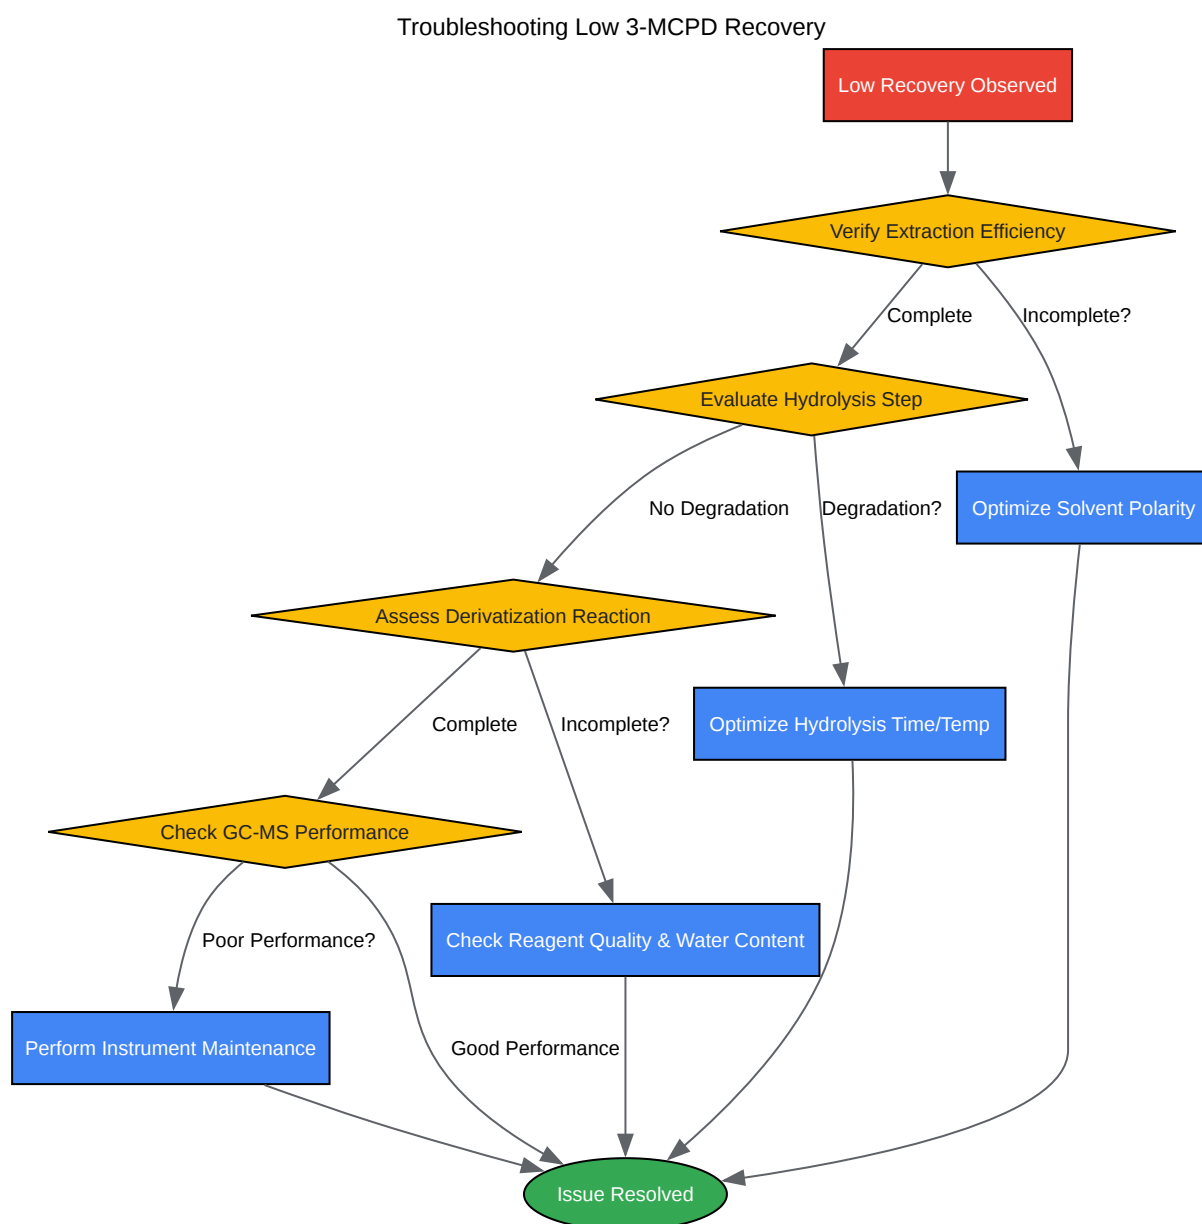 Troubleshooting Low 3-MCPD Recovery
Low Recovery Observed
Verify Extraction Efficiency
Complete
Incomplete?
Evaluate Hydrolysis Step
No Degradation
Degradation?
Optimize Solvent Polarity
Assess Derivatization Reaction
Complete
Incomplete?
Optimize Hydrolysis Time/Temp
Check GC-MS Performance
Poor Performance?
Check Reagent Quality & Water Content
Perform Instrument Maintenance
Good Performance
Issue Resolved